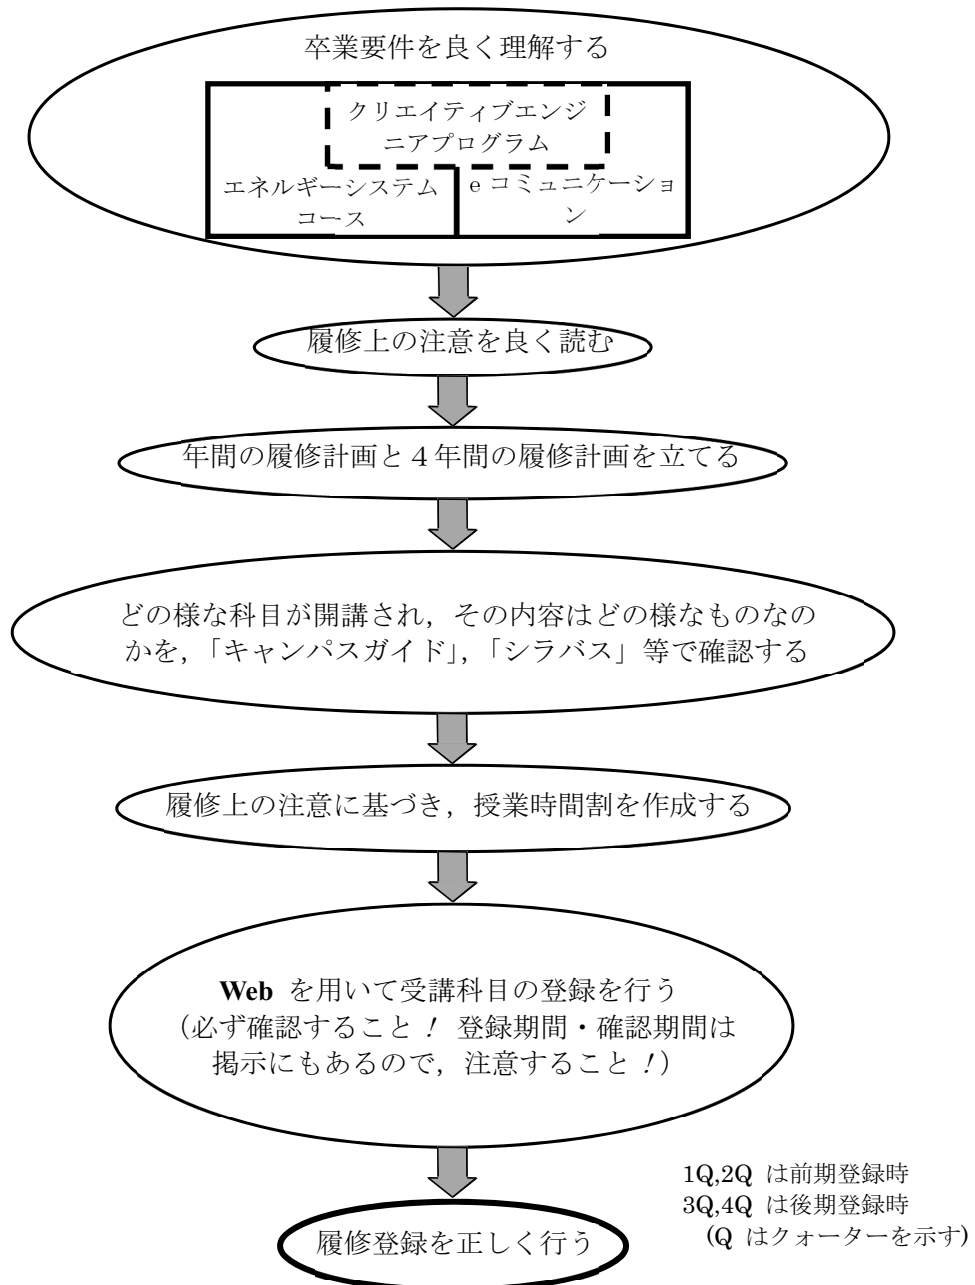 卒業要件を良く理解する
クリエイティブエンジ
ニアプログラム
エネルギーシステム
コース
e コミュニケーショ
ン
履修上の注意を良く読む
年間の履修計画と４年間の履修計画を立てる
どの様な科目が開講され，その内容はどの様なものなの
かを，「キャンパスガイド」，「シラバス」等で確認する
履修上の注意に基づき，授業時間割を作成する
Web を用いて受講科目の登録を行う
（必ず確認すること！ 登録期間・確認期間は
掲示にもあるので，注意すること！）
1Q,2Q は前期登録時
3Q,4Q は後期登録時
(Q はクォーターを示す)
履修登録を正しく行う